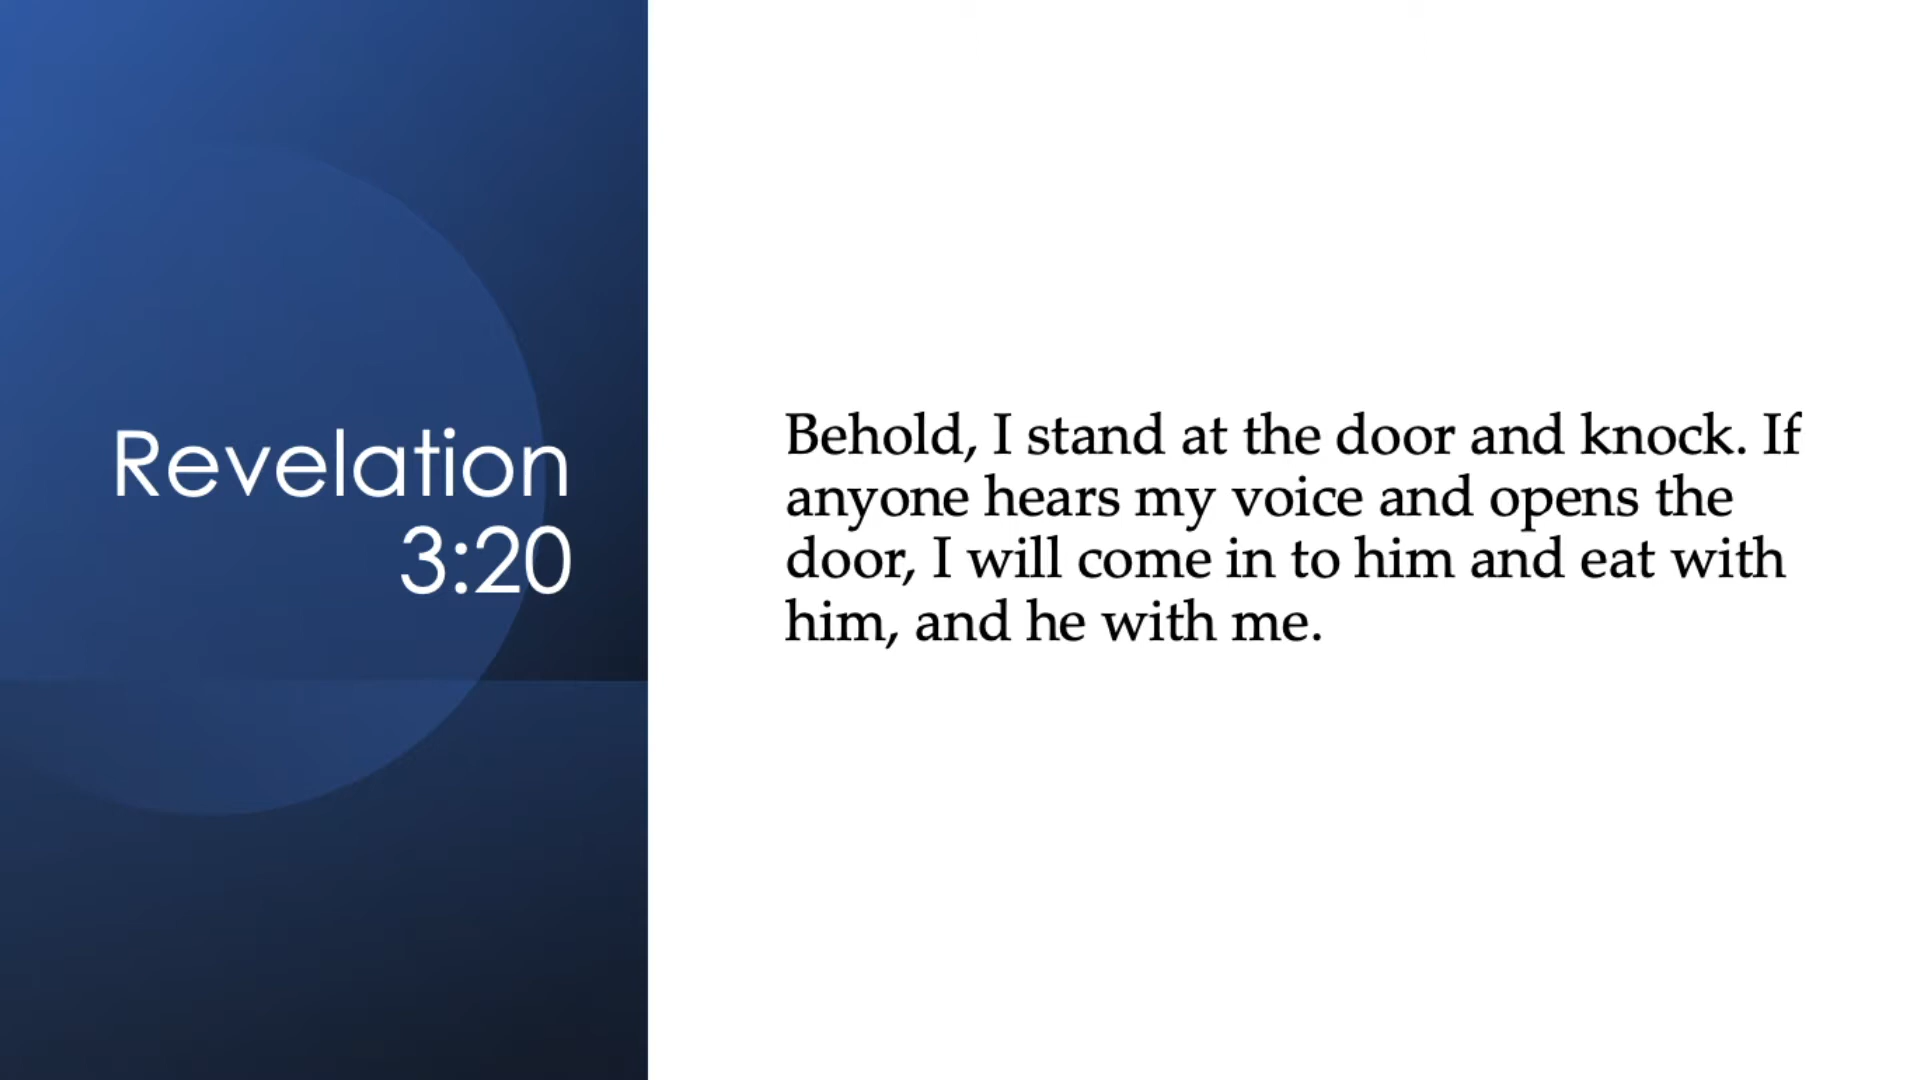 Revelation
3:20
Behold, I stand at the door and knock. If
anyone hears my voice and opens the
door, I will come in to him and eat with
him, and he with me.